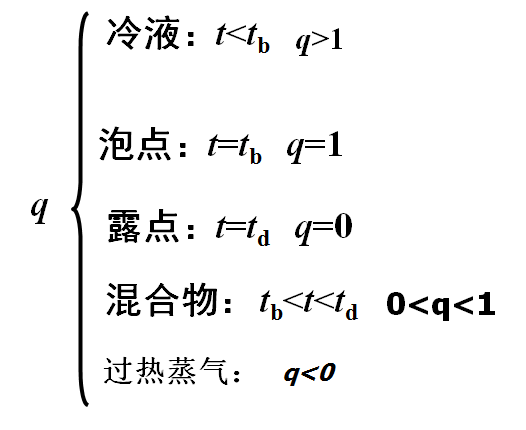 冷液：t<tb q>1
泡点：t=tb q=1
q
露点：t=td q=0
混合物：tb<t<td 0<q<1
过热蒸气： q<0